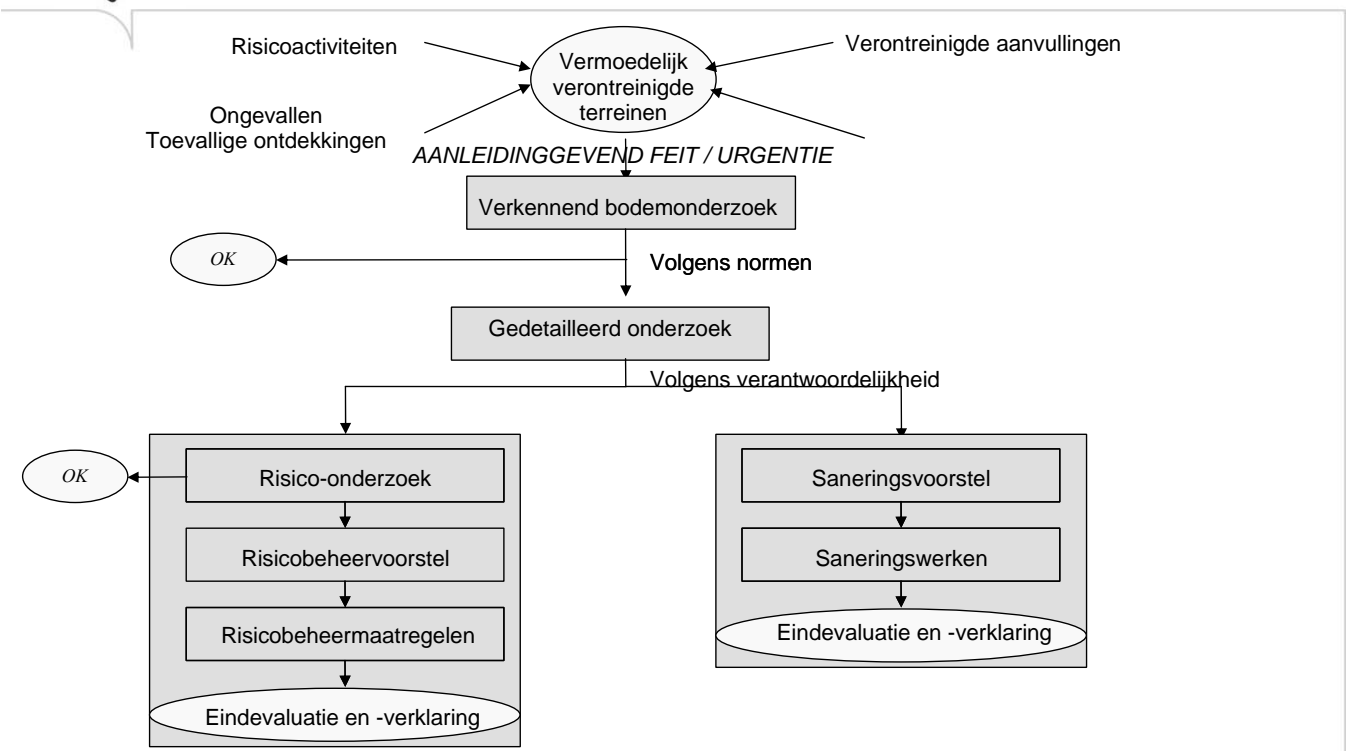 Risicoactiviteiten
Verontreinigde aanvullingen
Vermoedelijk
verontreinigde
terreinen
Ongevallen
Toevallige ontdekkingen
AANLEIDINGGEVEND FEIT / URGENTIE
Verkennend bodemonderzoek
OK
Volgens normen
Gedetailleerd onderzoek
Volgens verantwoordelijkheid
OK
Risico-onderzoek
Saneringsvoorstel
Risicobeheervoorstel
Saneringswerken
Risicobeheermaatregelen
Eindevaluatie en -verklaring
Eindevaluatie en -verklaring